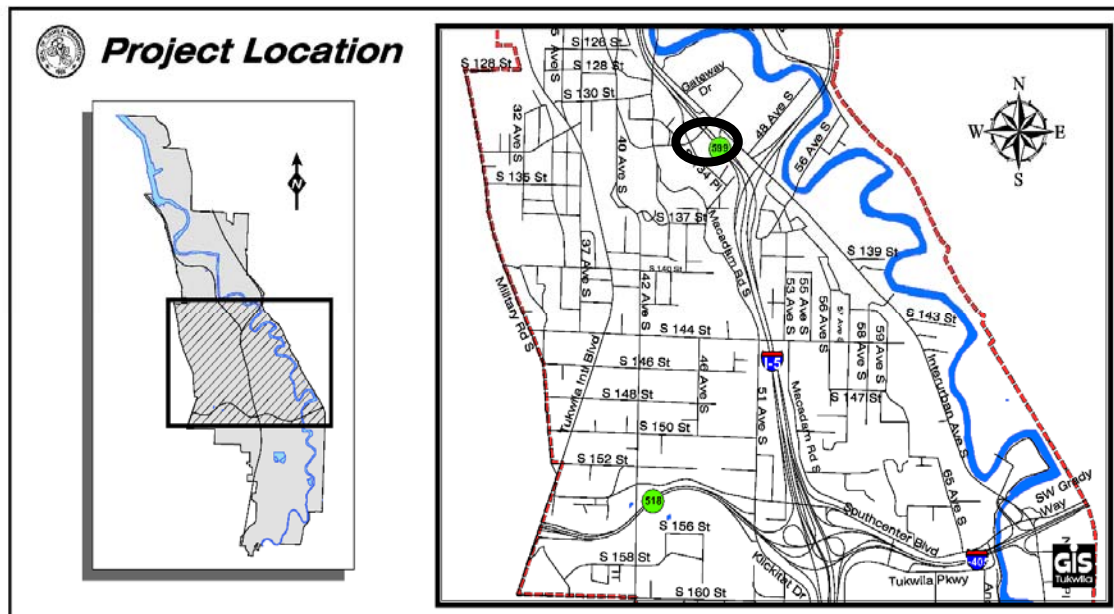 Project Location
N
S 126 St
S 128 St
S 128 St
Gateway
Dr
S 130 St
32 Ave S
40 Ave S
48 Ave S
56 Ave S
599
N
W
E
S
S 135 St
S 137 St
Macadam Rd S
S 139 St
37 Ave S
S 140 St
42 Ave S
Military Rd S
Tukwila Intl Blvd
55 Ave S
53 Ave S
56 Ave S
57 Ave S
58 Ave S
59 Ave S
S 143 St
S 144 St
S 146 St
46 Ave S
I-5
Macadam Rd S
S 147 St
Interurban Ave S
S 148 St
51 Ave S
S 150 St
S 152 St
65 Ave S
SW Grady
Way
518
S 156 St
Southcenter Blvd
S 158 St
Klickitat Dr
Tukwila Pkwy
S 160 St
GIS
Tukwila